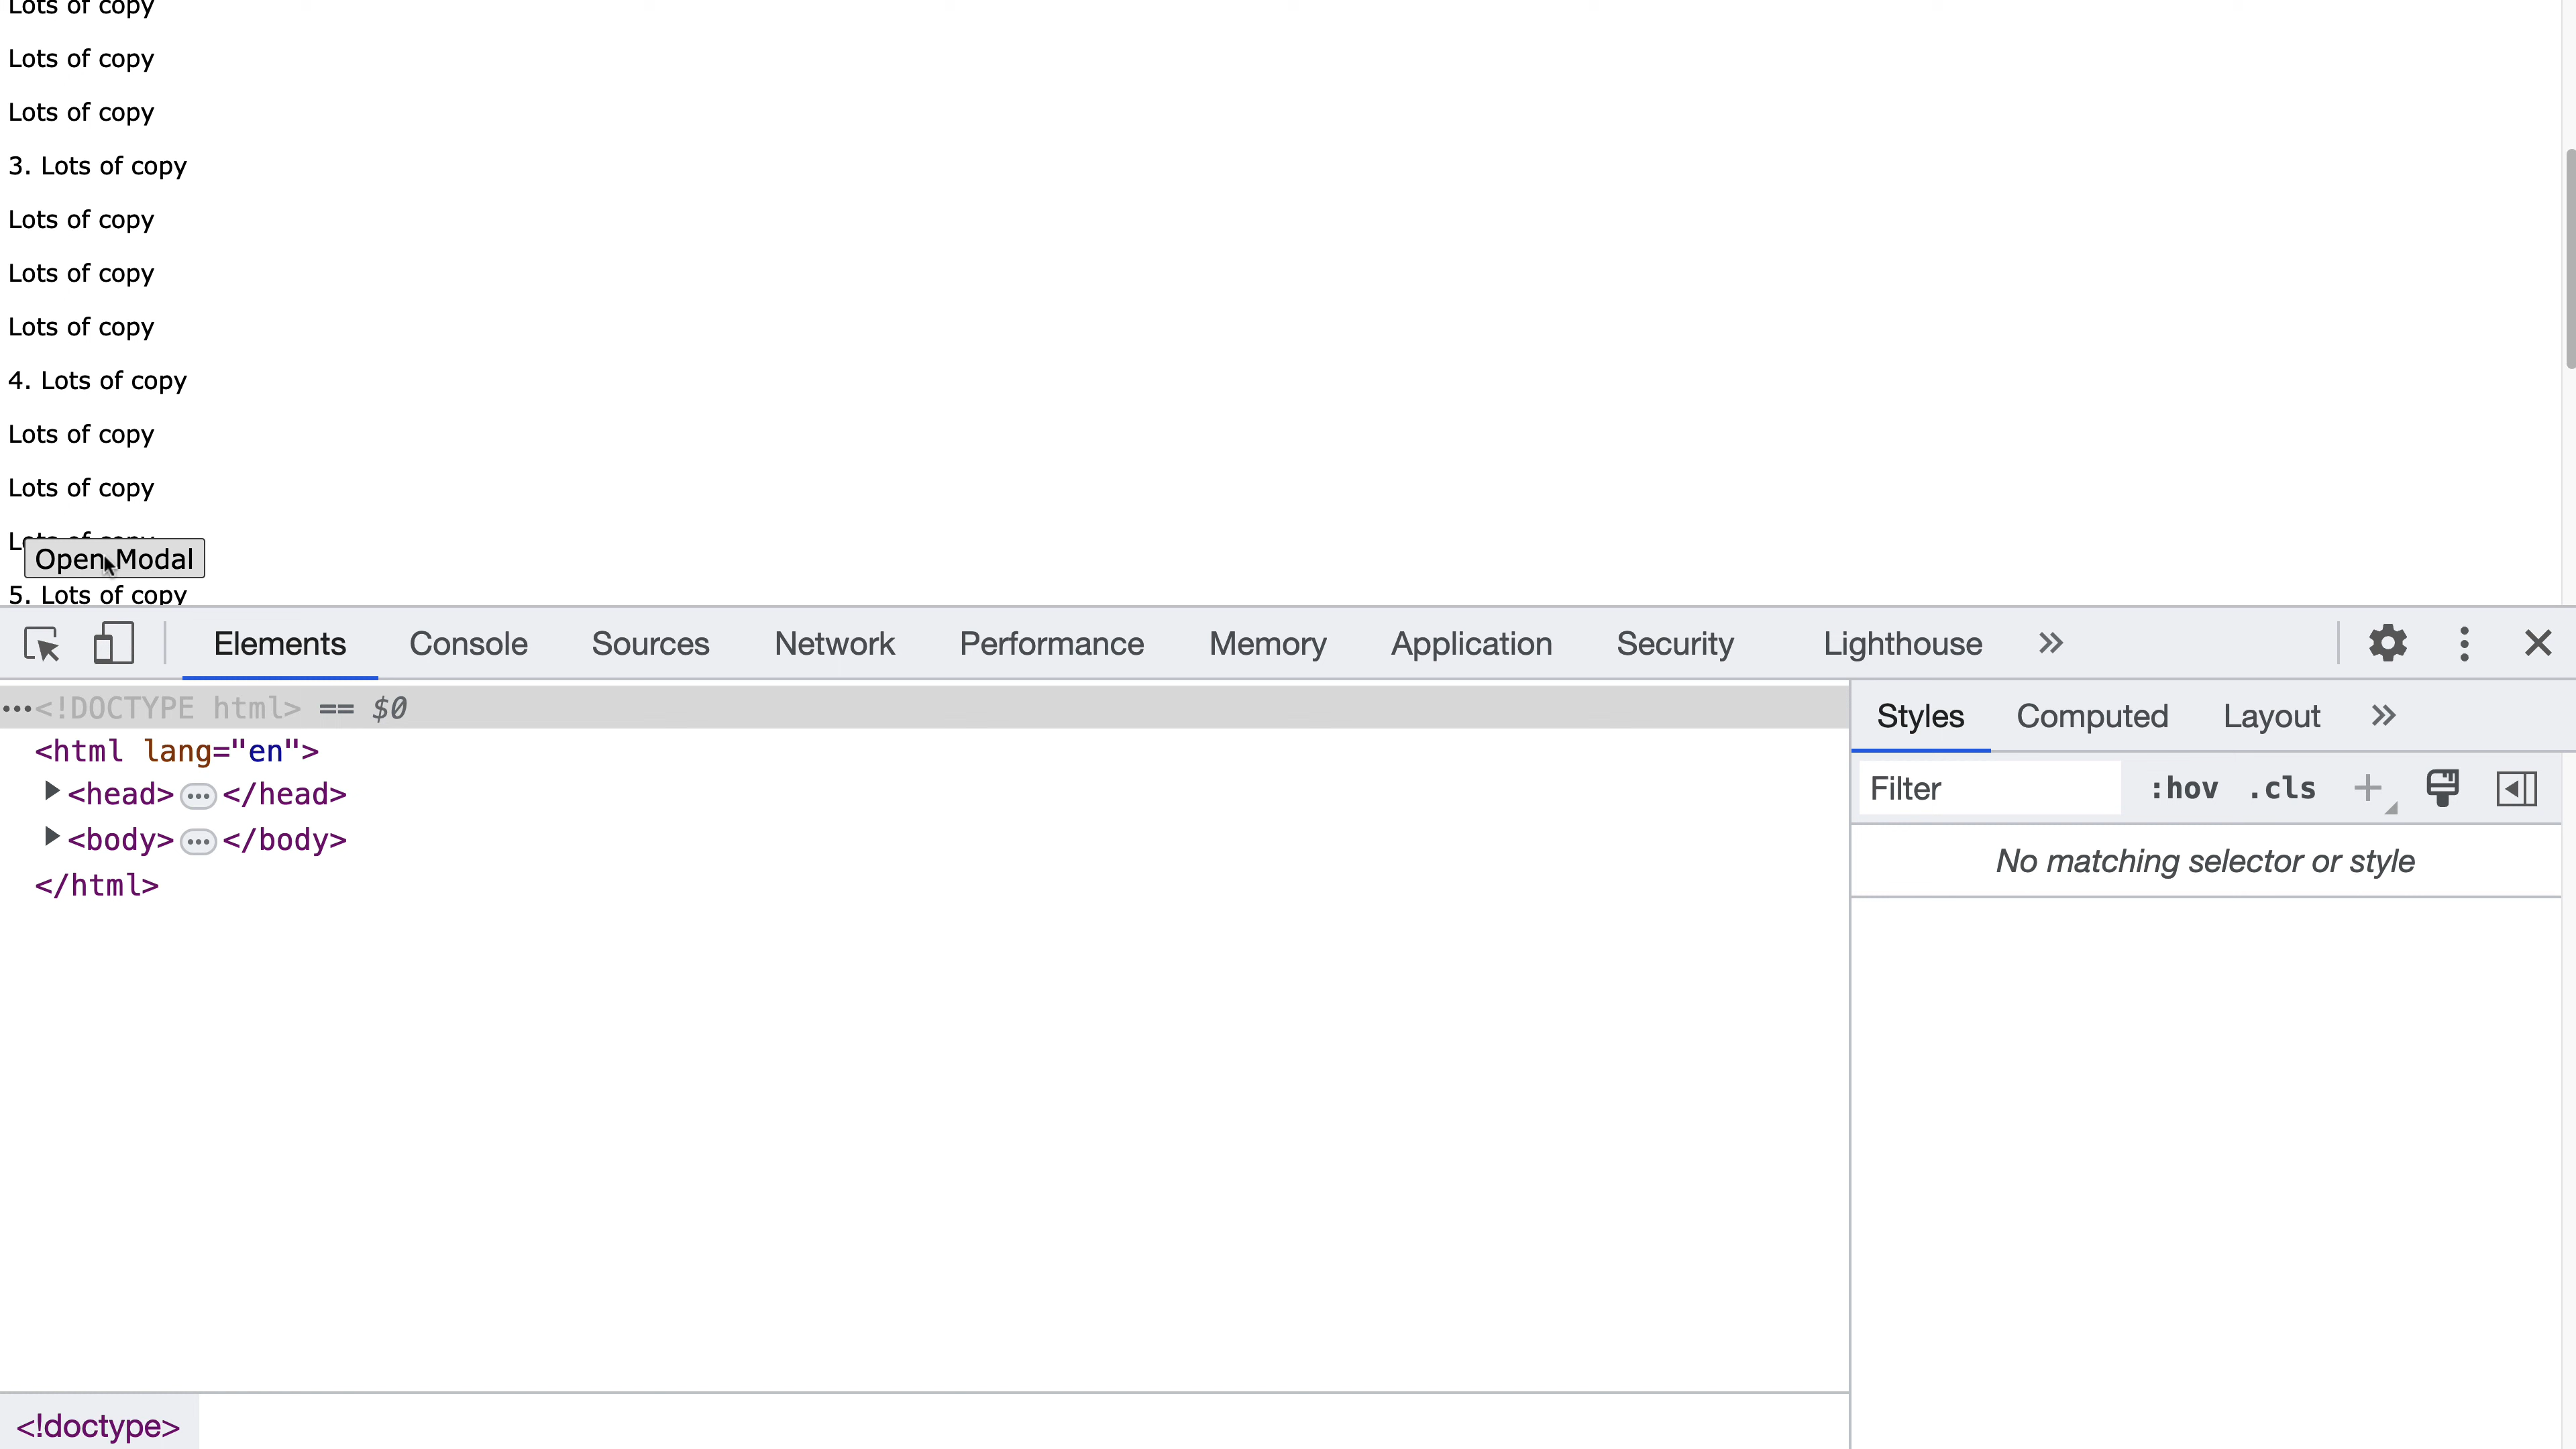 Lots of copy
Lots of copy
Lots of copy
3. Lots of copy
Lots of copy
Lots of copy
Lots of copy
4. Lots of copy
Lots of copy
Lots of copy
Lots of copy
Open Modal
5. Lots of copy
Elements Console Sources Network Performance Memory Application Security Lighthouse
<!DOCTYPE html> == $0
<html lang="en">
<head> </head>
<body> </body>
</html>
<!doctype>
Styles Computed Layout
Filter :hov .cls
No matching selector or style